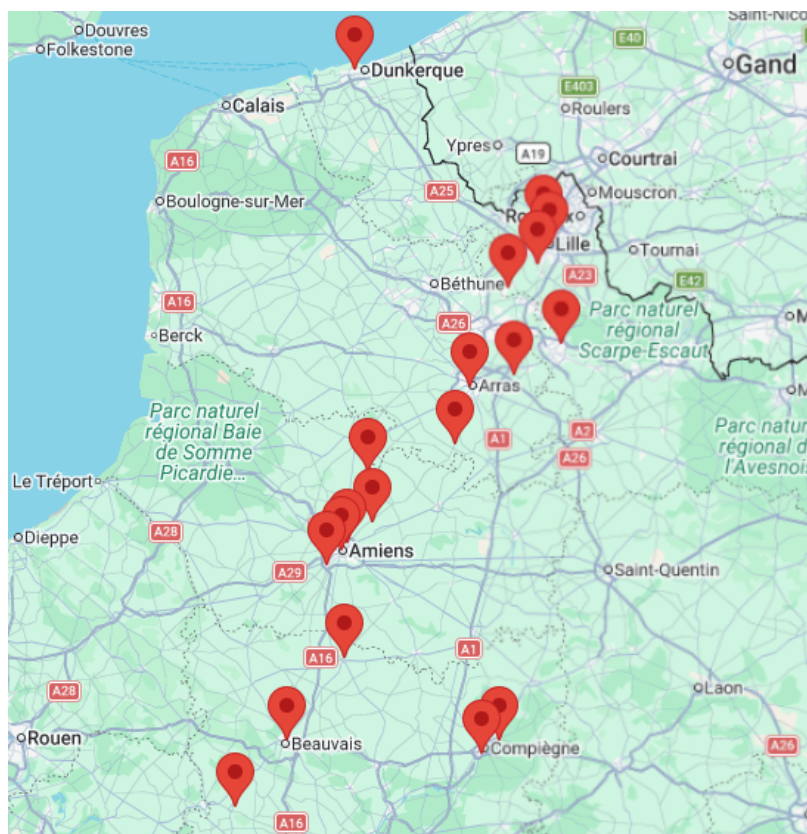 Douvres
Folkestone
Saint-Nico
E40
Gand
Dunkerque
Calais
E403
Roulers
A16
Ypres
A19
Courtrai
A25
Mouscron
Boulogne-sur-Mer
Lille
Tournai
Béthune
A23
E42
A16
A26
Parc naturel
régional
Scarpe-Escaut
Berck
Arras
Parc naturel
régional Baie
de Somme
Picardie...
A1
A2
A26
Parc natur
régional d
l'Avesnois
Le Tréport
A28
Dieppe
Amiens
A29
Saint-Quentin
A16
A1
A28
Laon
Rouen
Beauvais
Compiègne
A26
A16